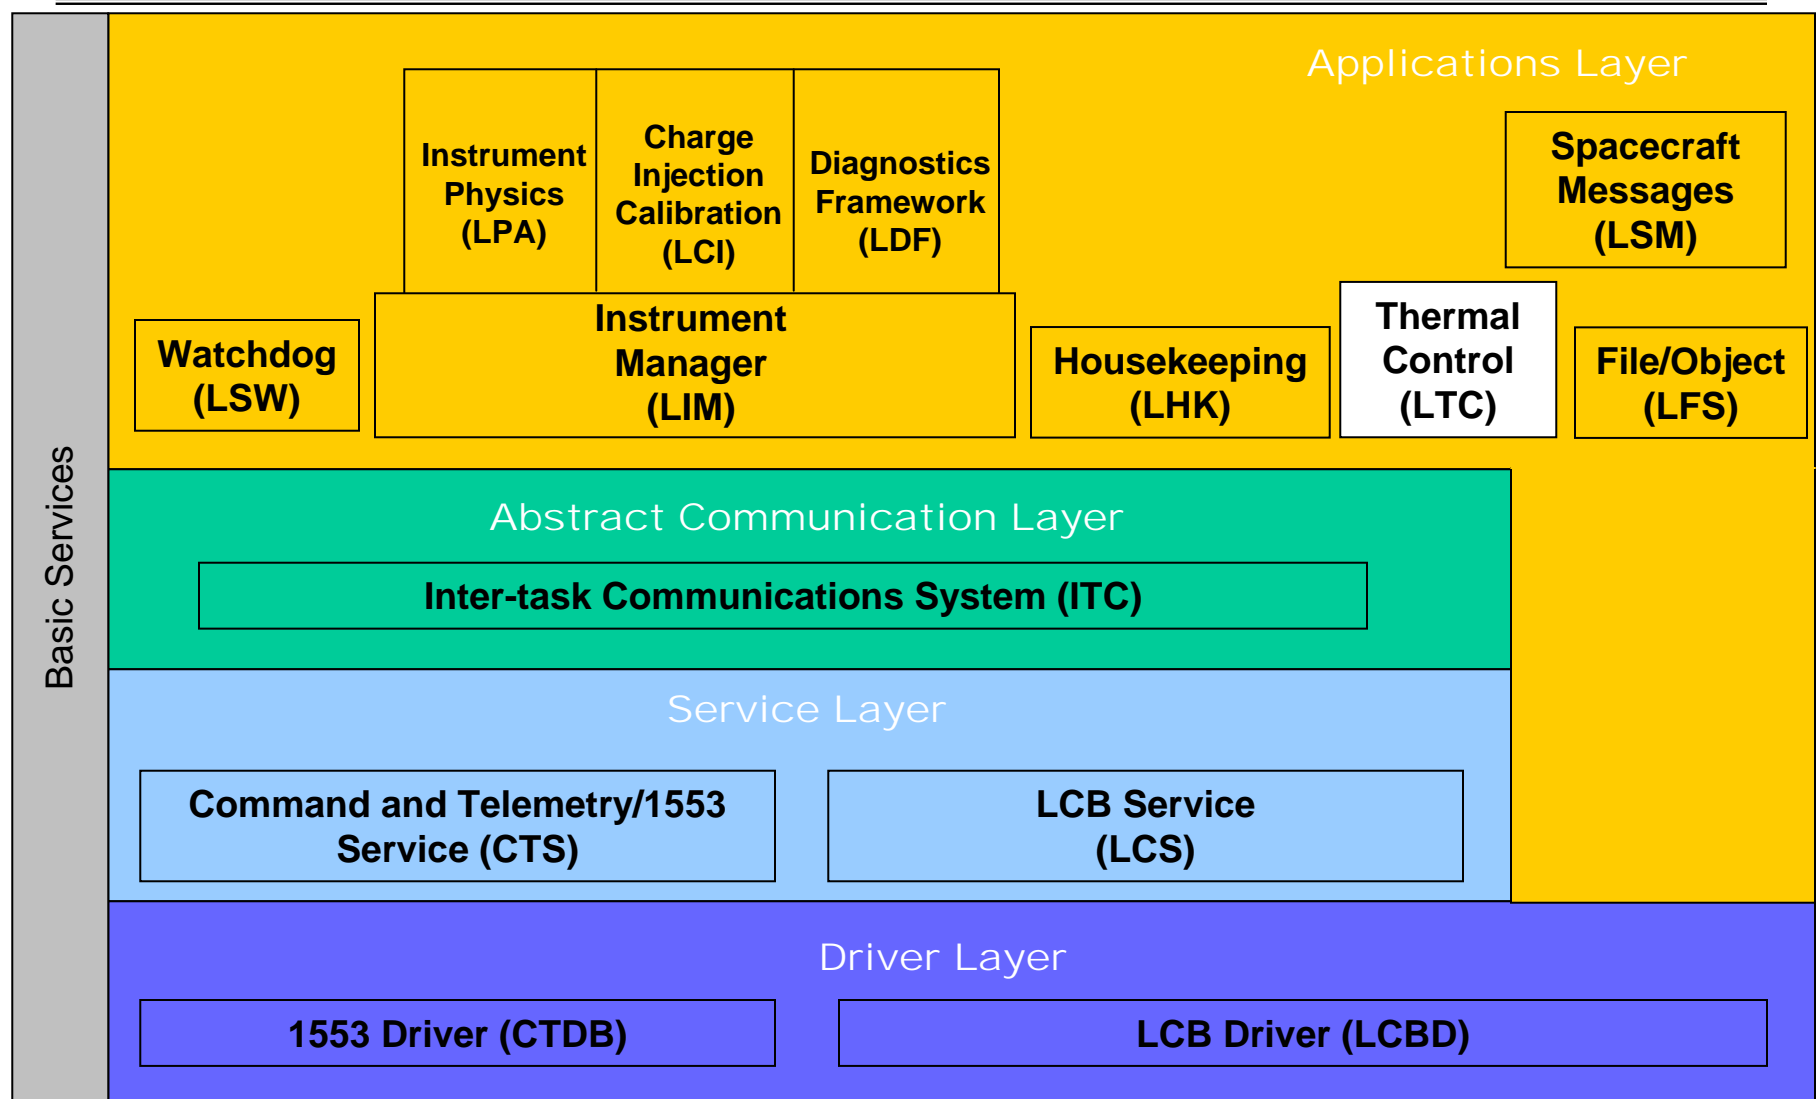 Basic Services
Applications Layer
Instrument
Physics
(LPA)
Charge
Injection
Calibration
(LCI)
Diagnostics
Framework
(LDF)
Spacecraft
Messages
(LSM)
Watchdog
(LSW)
Instrument
Manager
(LIM)
Housekeeping
(LHK)
Thermal
Control
(LTC)
File/Object
(LFS)
Abstract Communication Layer
Inter-task Communications System (ITC)
Service Layer
Command and Telemetry/1553
Service (CTS)
LCB Service
(LCS)
Driver Layer
1553 Driver (CTDB)
LCB Driver (LCBD)